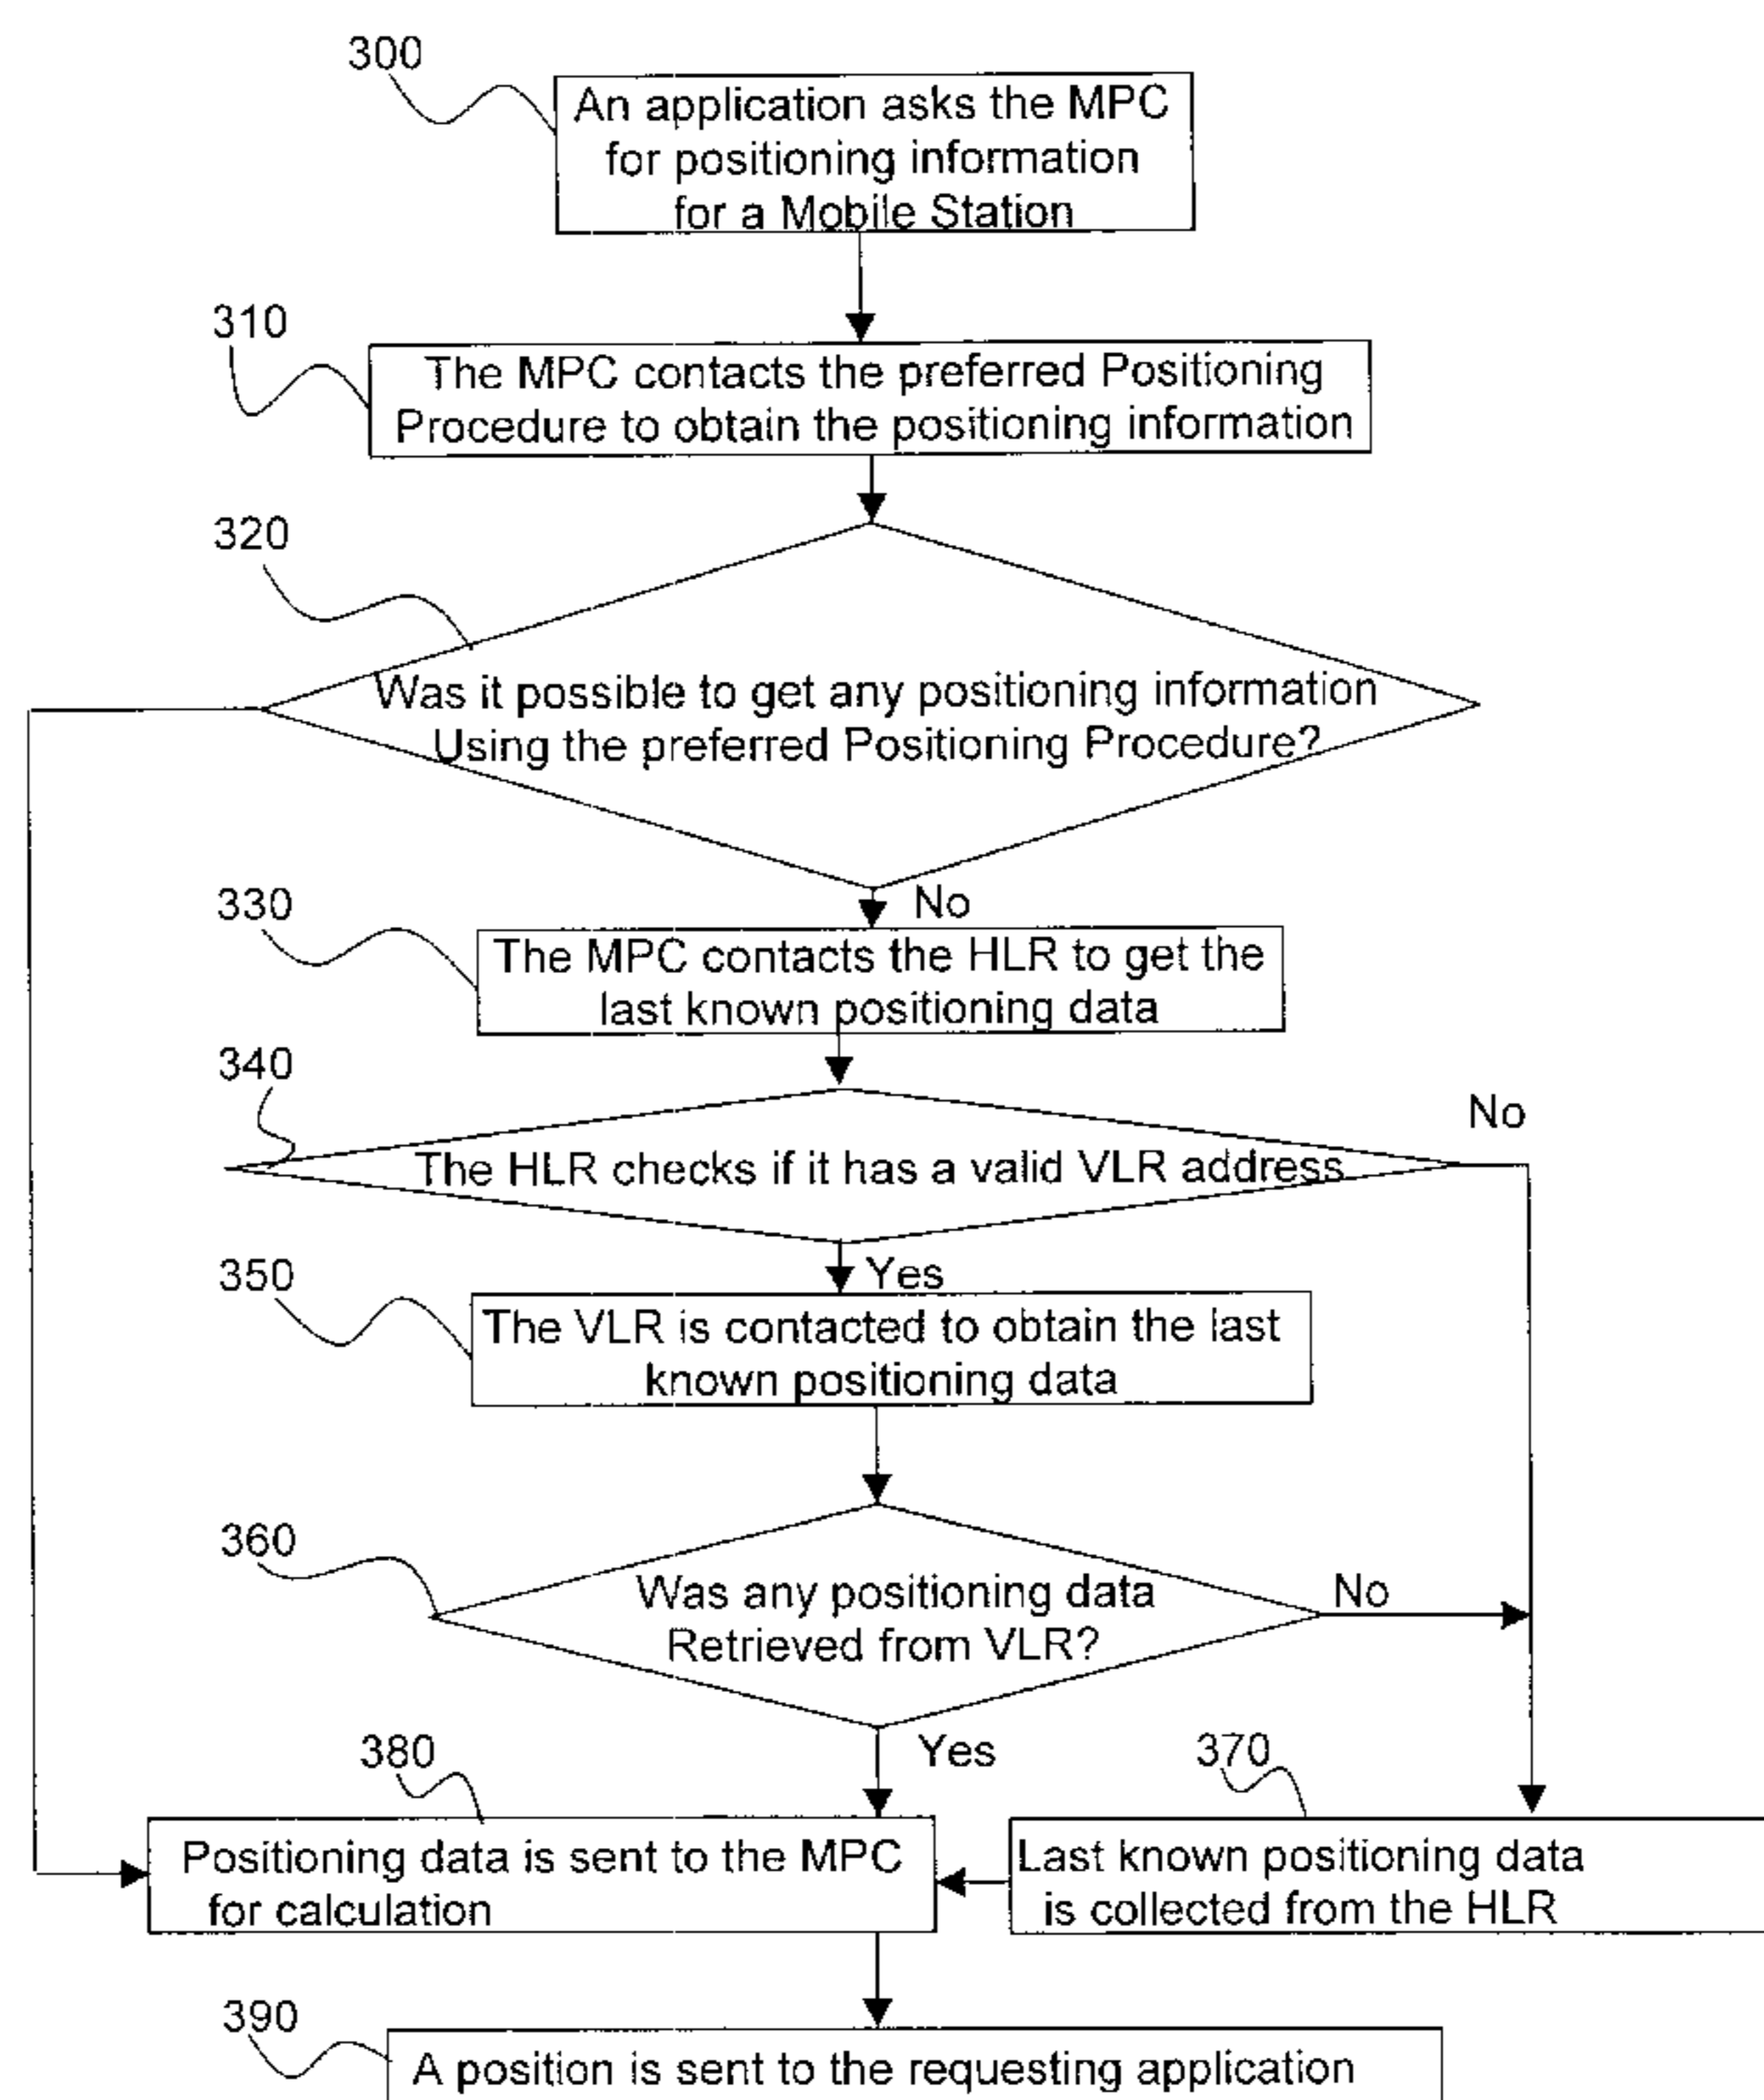 300
An application asks the MPC
for positioning information
for a Mobile Station
310
The MPC contacts the preferred Positioning
Procedure to obtain the positioning information
320
Was it possible to get any positioning information
Using the preferred Positioning Procedure?
No
330
The MPC contacts the HLR to get the
last known positioning data
340
No
The HLR checks if it has a valid VLR address
Yes
350
The VLR is contacted to obtain the last
known positioning data
360
Was any positioning data
Retrieved from VLR?
No
Yes
380
370
Positioning data is sent to the MPC
for calculation
Last known positioning data
is collected from the HLR
390
A position is sent to the requesting application